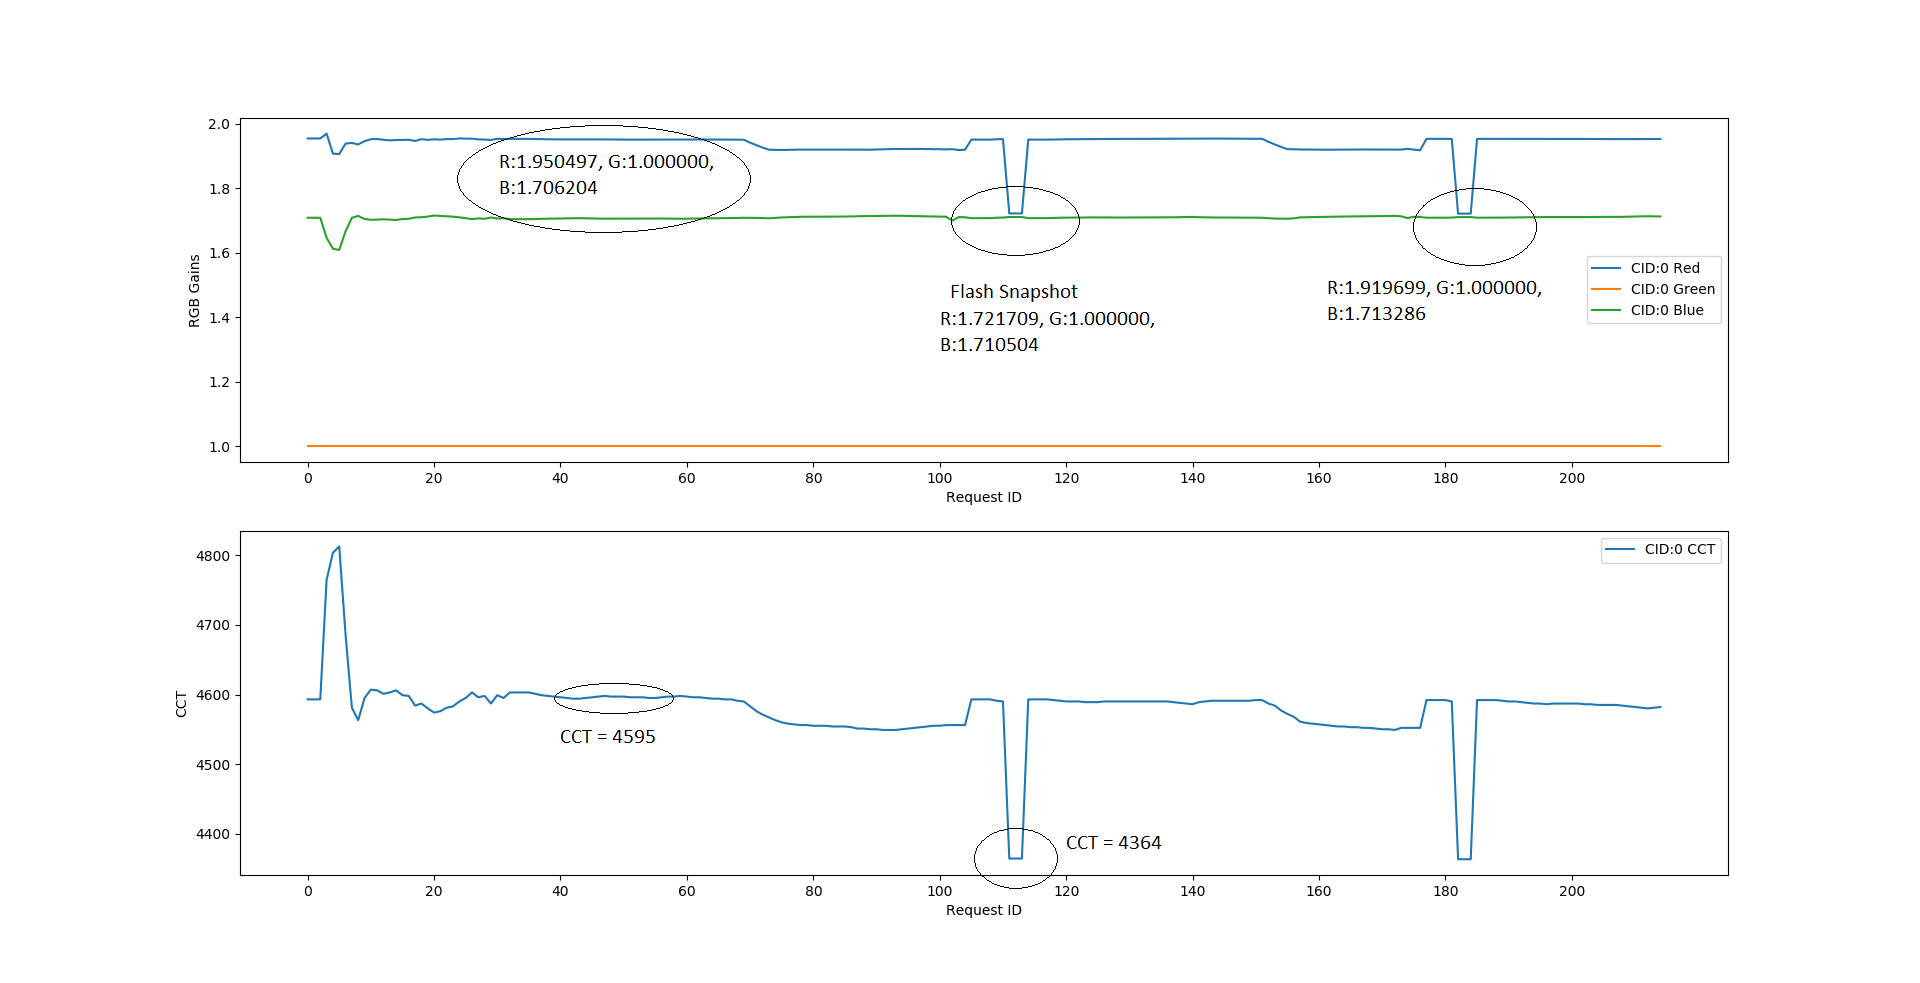 2.0
1.8
1.6
1.4
1.2
1.0
RGB Gains
R:1.950497, G:1.000000,
B:1.706204
Flash Snapshot
R:1.721709, G:1.000000,
B:1.710504
R:1.919699, G:1.000000,
B:1.713286
CID:0 Red
CID:0 Green
CID:0 Blue
0 20 40 60 80 100 120 140 160 180 200
Request ID
4800
4700
4600
4500
4400
CCT
CID:0 CCT
CCT = 4595
CCT = 4364
0 20 40 60 80 100 120 140 160 180 200
Request ID